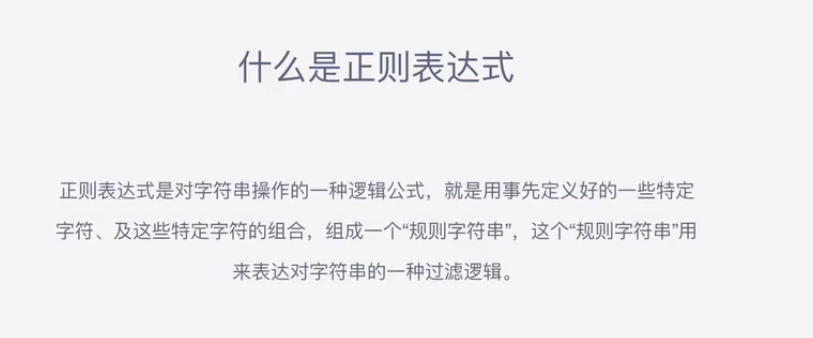 什么是正则表达式
正则表达式是对字符串操作的一种逻辑公式，就是用事先定义好的一些特定
字符、及这些特定字符的组合，组成一个“规则字符串”，这个“规则字符串”用
来表达对字符串的一种过滤逻辑。